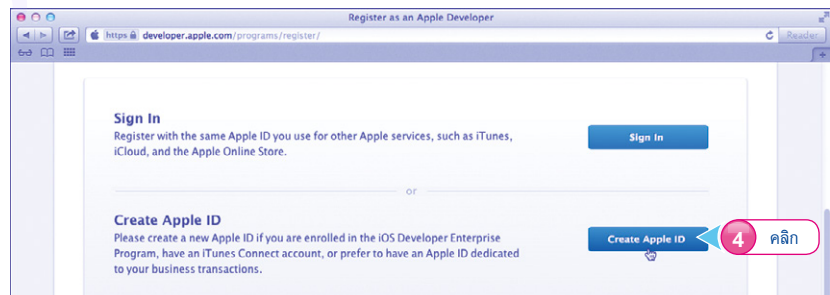 Register as an Apple Developer
https developer.apple.com/programs/register/
Reader
Sign In
Register with the same Apple ID you use for other Apple services, such as iTunes,
iCloud, and the Apple Online Store.
Sign In
or
Create Apple ID
Please create a new Apple ID if you are enrolled in the iOS Developer Enterprise
Program, have an iTunes Connect account, or prefer to have an Apple ID dedicated
to your business transactions.
Create Apple ID
4 คลิก